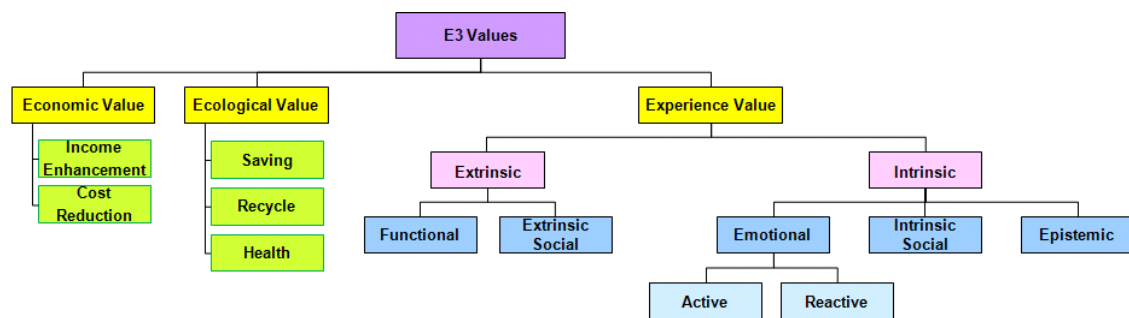 E3 Values
Economic Value
Ecological Value
Experience Value
Income
Enhancement
Cost
Reduction
Saving
Recycle
Health
Extrinsic
Intrinsic
Functional
Extrinsic
Social
Emotional
Intrinsic
Social
Epistemic
Active
Reactive